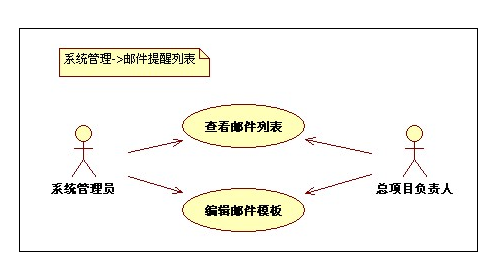 系统管理->邮件提醒列表
查看邮件列表
系统管理员
总项目负责人
编辑邮件模板